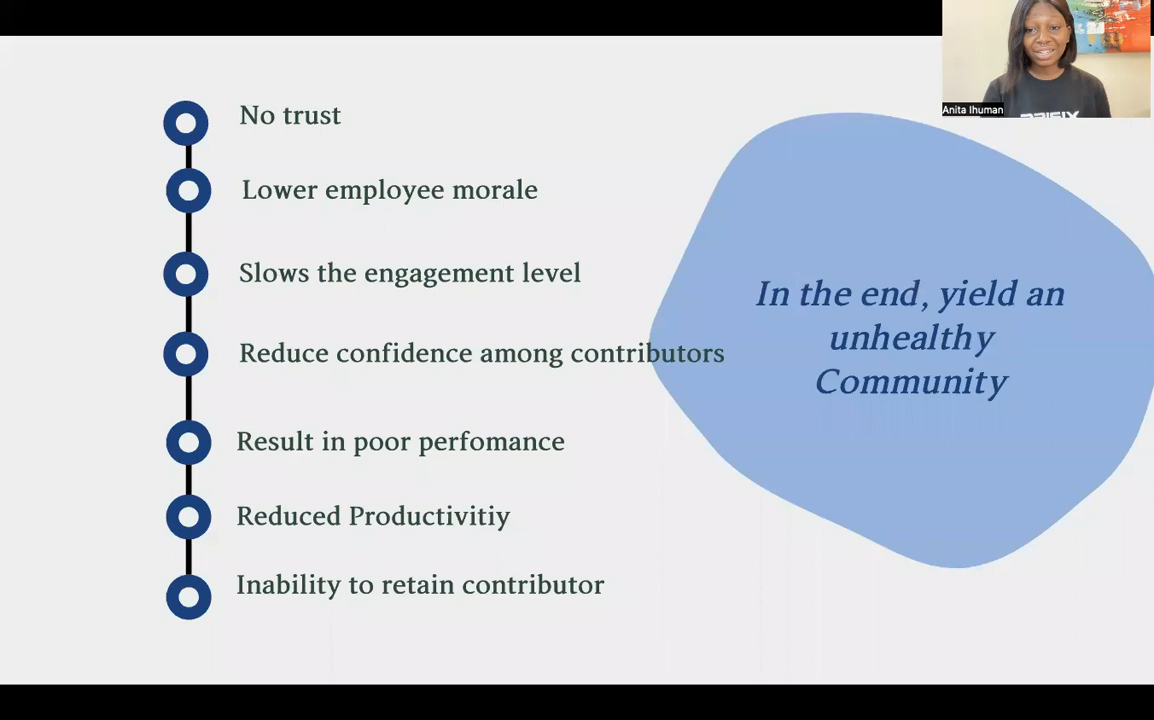 Anita Ihuman
No trust
Lower employee morale
Slows the engagement level
Reduce confidence among contributors
Result in poor perfomance
Reduced Productivitiy
Inability to retain contributor
In the end, yield an
unhealthy
Community